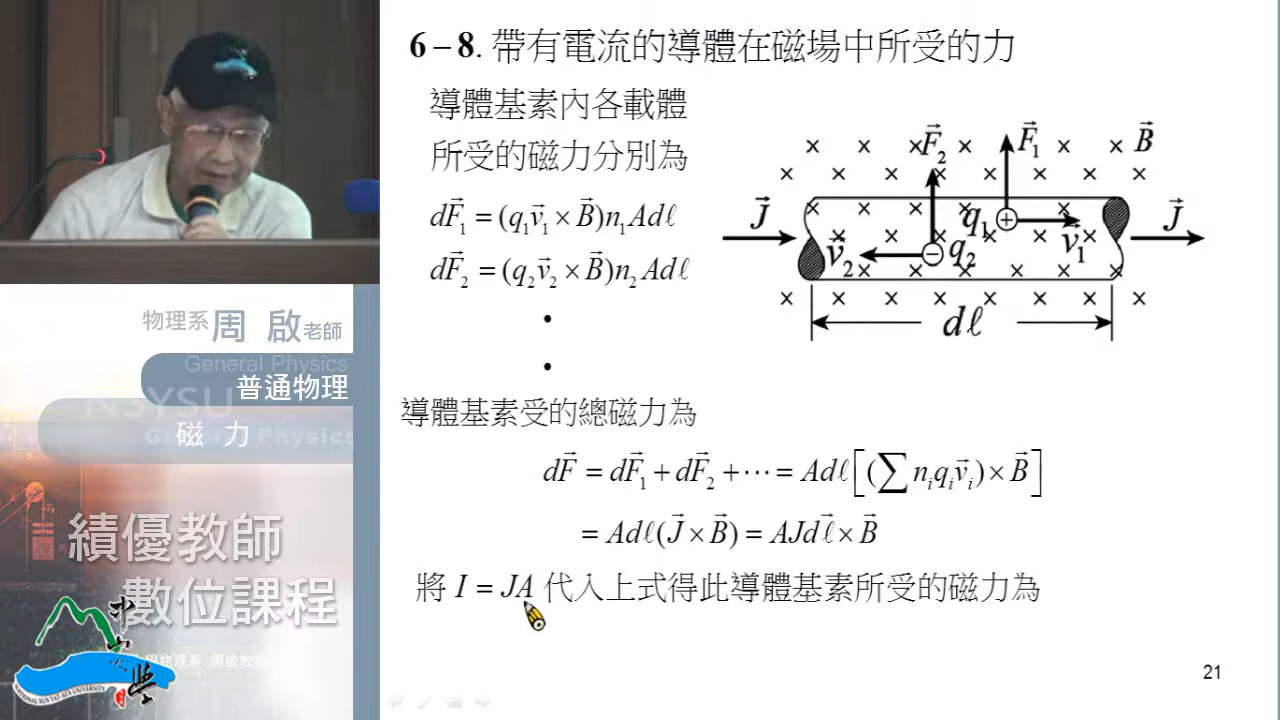 6 – 8. 帶有電流的導體在磁場中所受的力
導體基素內各載體
所受的磁力分別為
dF⃗₁ = (q₁v⃗₁ × B⃗)n₁Adℓ
dF⃗₂ = (q₂v⃗₂ × B⃗)n₂Adℓ
•
•
F⃗₂ F⃗₁ B⃗
J⃗ q₁ + v⃗₁ J⃗
v⃗₂ − q₂
dℓ
導體基素受的總磁力為
dF⃗ = dF⃗₁ + dF⃗₂ + ⋯ = Adℓ[(∑ nᵢqᵢv⃗ᵢ) × B⃗]
= Adℓ(J⃗ × B⃗) = AJdℓ⃗ × B⃗
將 I = JA 代入上式得此導體基素所受的磁力為
21
物理系周 啟老師
General Physics
普通物理
NSYSU
General Physics
磁 力
績優教師
數位課程
NATIONAL SUN YAT-SEN UNIVERSITY